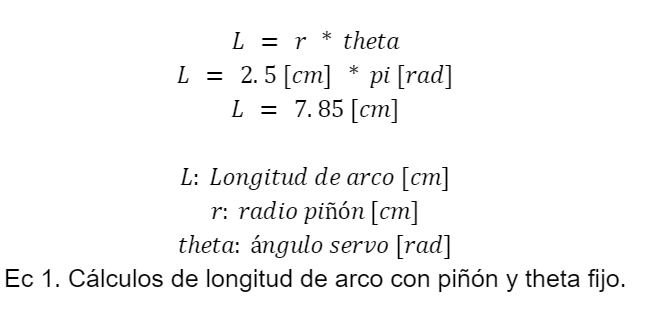 L = r * theta
L = 2.5 [cm] * pi [rad]
L = 7.85 [cm]
L: Longitud de arco [cm]
r: radio piñón [cm]
theta: ángulo servo [rad]
Ec 1. Cálculos de longitud de arco con piñón y theta fijo.